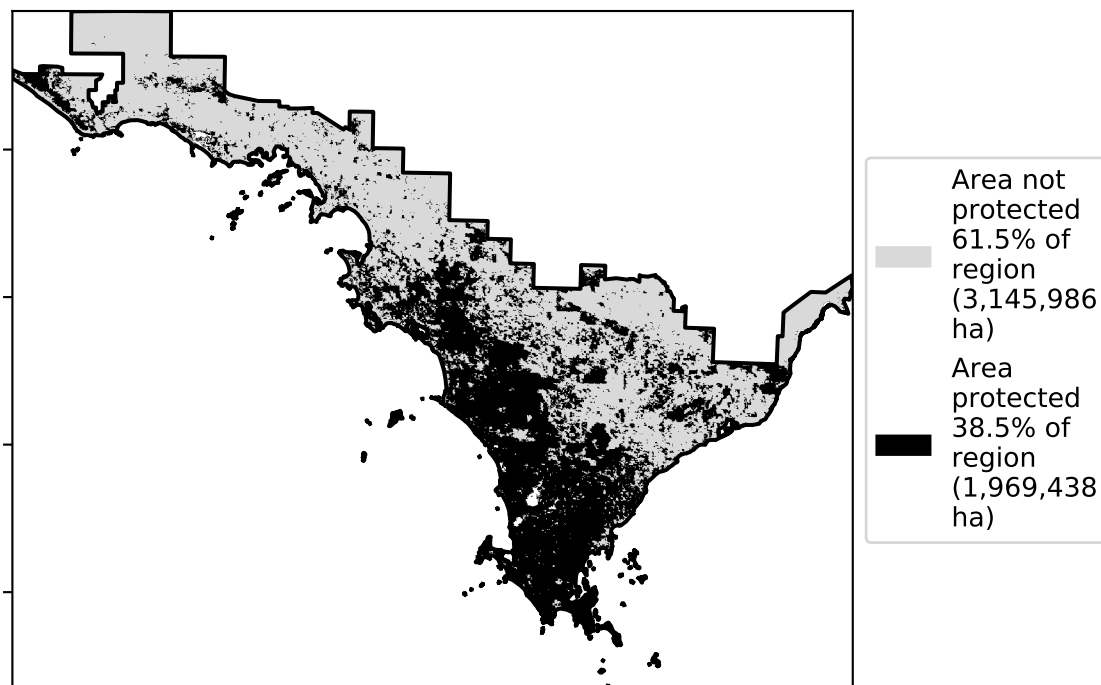 Area not
protected
61.5% of
region
(3,145,986
ha)
Area
protected
38.5% of
region
(1,969,438
ha)